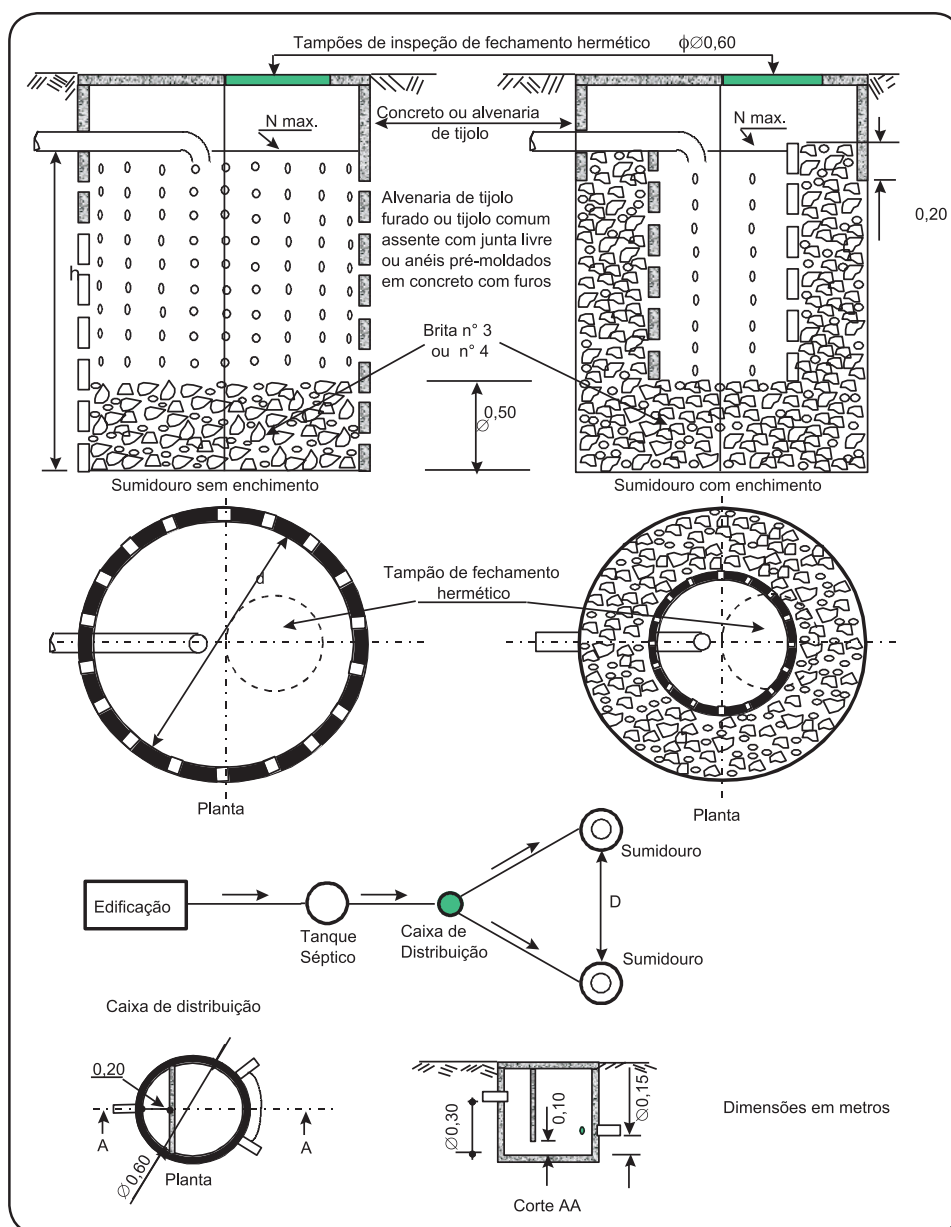 Tampões de inspeção de fechamento hermético ϕ∅0,60
N max.
Concreto ou alvenaria
de tijolo
N max.
0,20
Alvenaria de tijolo
furado ou tijolo comum
assente com junta livre
ou anéis pré-moldados
em concreto com furos
h
Brita n° 3
ou n° 4
∅0,50
Sumidouro sem enchimento
Sumidouro com enchimento
d
Tampão de fechamento
hermético
Planta
Planta
Edificação
Tanque
Séptico
Caixa de
Distribuição
Sumidouro
D
Sumidouro
Caixa de distribuição
0,20
A
A
∅0,60
Planta
∅0,30
0,10
∅0,15
Corte AA
Dimensões em metros